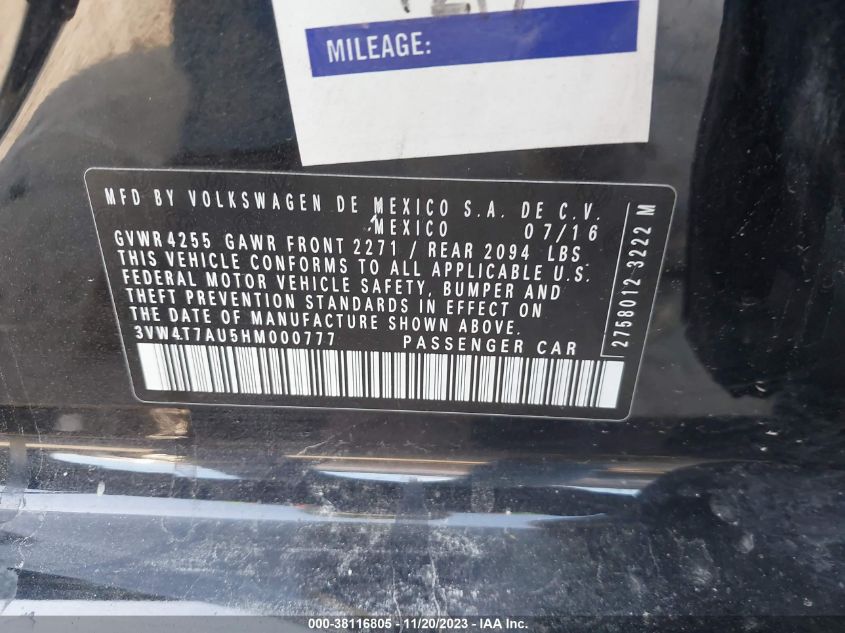 MILEAGE:
MFD BY VOLKSWAGEN DE MEXICO S.A. DE C.V.
MEXICO 07/16
GVWR 4255 GAWR FRONT 2271 / REAR 2094 LBS
THIS VEHICLE CONFORMS TO ALL APPLICABLE U.S.
FEDERAL MOTOR VEHICLE SAFETY, BUMPER AND
THEFT PREVENTION STANDARDS IN EFFECT ON
THE DATE OF MANUFACTURE SHOWN ABOVE.
3VW4T7AU5HM000777 PASSENGER CAR
2758012 3222 M
000-38116805 - 11/20/2023 - IAA Inc.